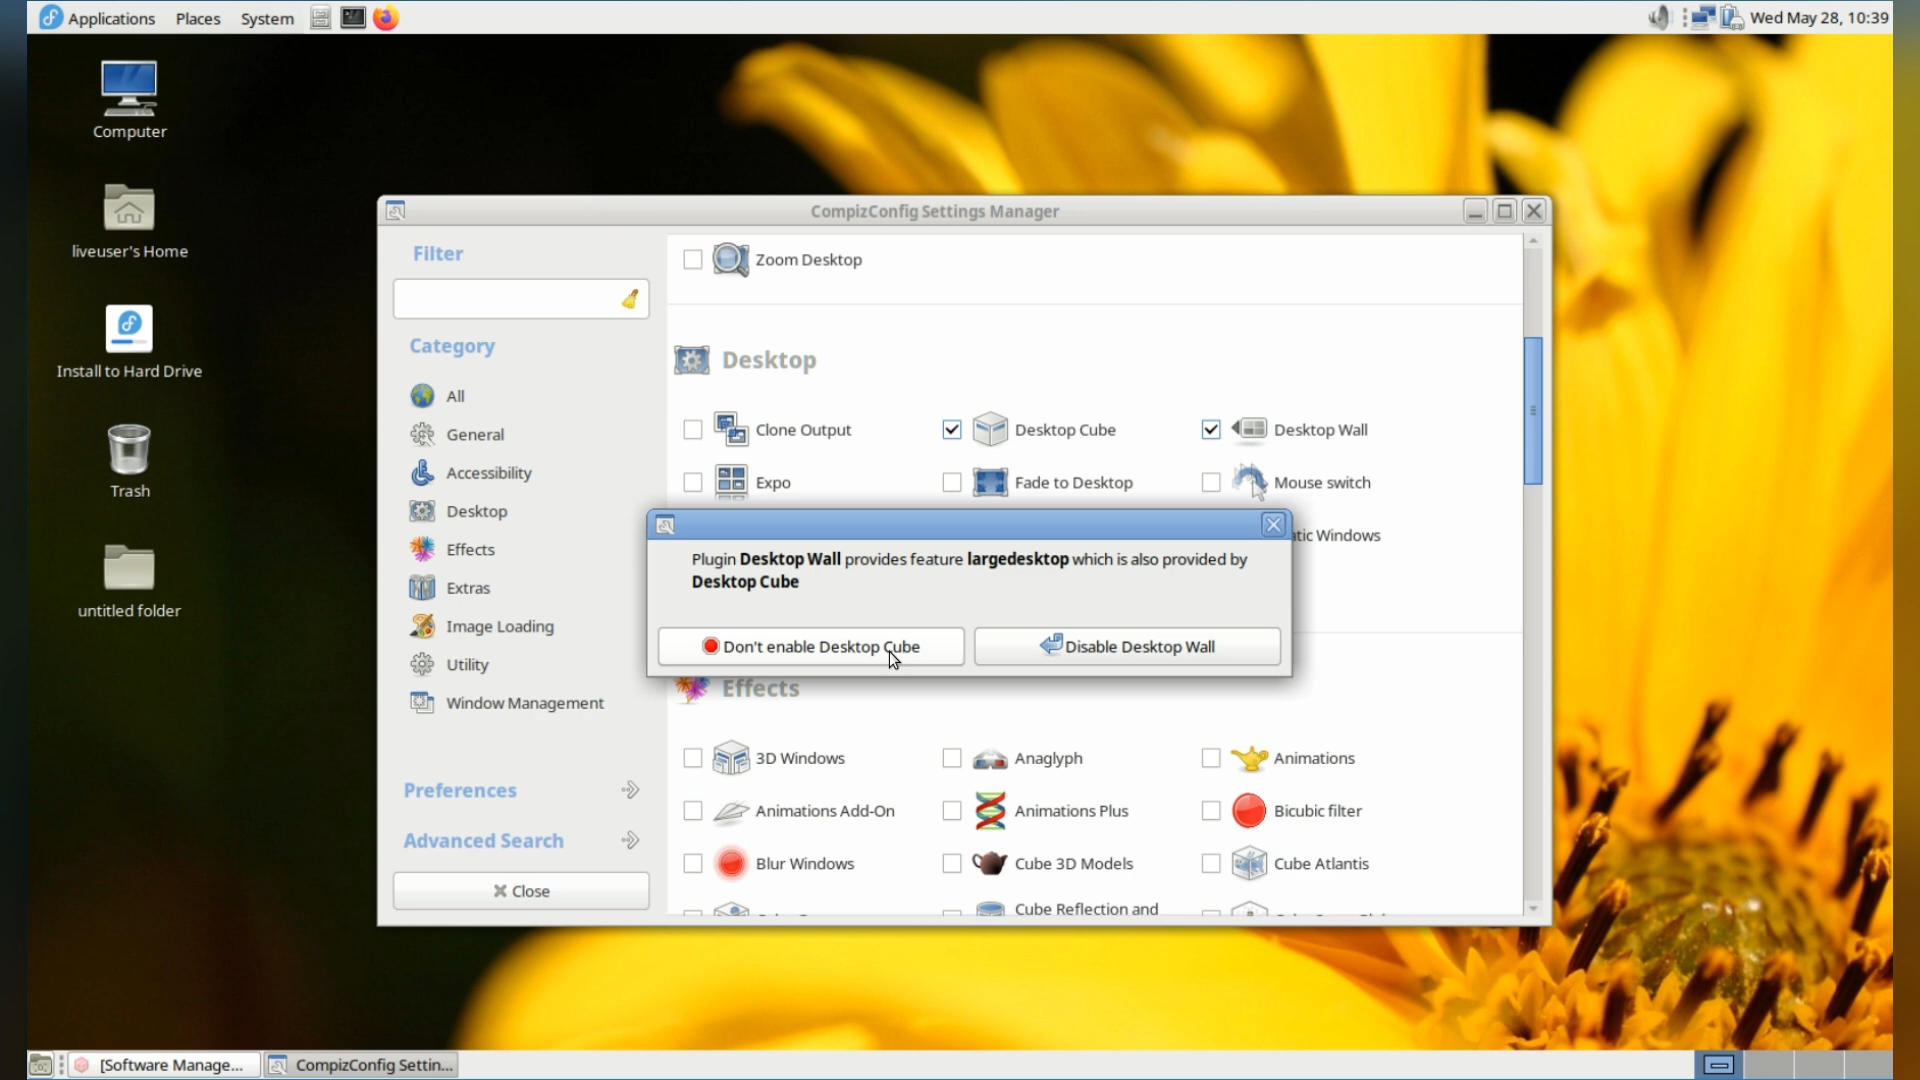 Applications Places System
Wed May 28, 10:39
Computer
liveuser's Home
Install to Hard Drive
Trash
untitled folder
CompizConfig Settings Manager
Filter
Category
All
General
Accessibility
Desktop
Effects
Extras
Image Loading
Utility
Window Management
Preferences
Advanced Search
Close
Zoom Desktop
Desktop
Clone Output
Desktop Cube
Desktop Wall
Expo
Fade to Desktop
Mouse switch
Windows
Plugin Desktop Wall provides feature largedesktop which is also provided by
Desktop Cube
Don't enable Desktop Cube
Disable Desktop Wall
Effects
3D Windows
Anaglyph
Animations
Animations Add-On
Animations Plus
Bicubic filter
Blur Windows
Cube 3D Models
Cube Atlantis
Cube Reflection and
[Software Manage...
CompizConfig Settin...